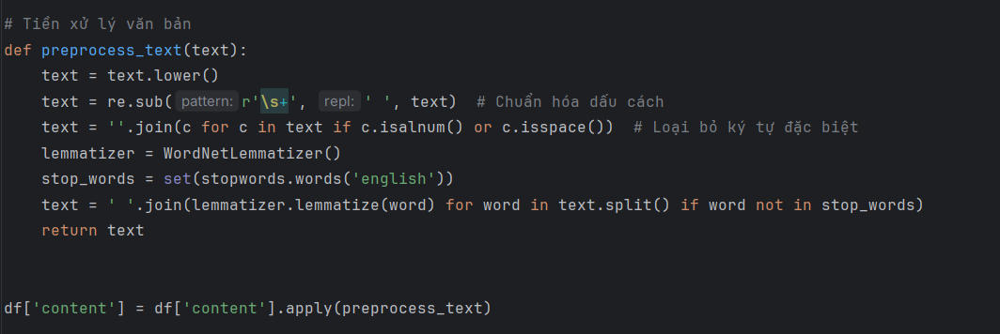 # Tiền xử lý văn bản
def preprocess_text(text):
    text = text.lower()
    text = re.sub( pattern: r'\s+', repl: ' ', text)  # Chuẩn hóa dấu cách
    text = ''.join(c for c in text if c.isalnum() or c.isspace())  # Loại bỏ ký tự đặc biệt
    lemmatizer = WordNetLemmatizer()
    stop_words = set(stopwords.words('english'))
    text = ' '.join(lemmatizer.lemmatize(word) for word in text.split() if word not in stop_words)
    return text
df['content'] = df['content'].apply(preprocess_text)